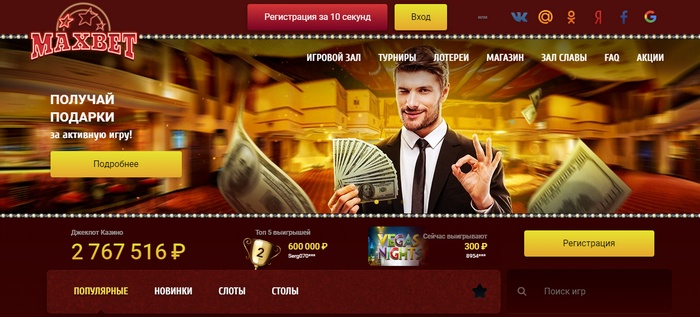 Регистрация за 10 секунд
Вход
или
MAXBET
ИГРОВОЙ ЗАЛ
ТУРНИРЫ
ЛОТЕРЕИ
МАГАЗИН
ЗАЛ СЛАВЫ
FAQ
АКЦИИ
ПОЛУЧАЙ
ПОДАРКИ
за активную игру!
Подробнее
Джекпот Казино
2 767 516 ₽
Топ 5 выигрышей
2
600 000 ₽
Serg070***
VEGAS
NIGHTS
Сейчас выигрывают
300 ₽
8954***
Регистрация
ПОПУЛЯРНЫЕ
НОВИНКИ
СЛОТЫ
СТОЛЫ
Поиск игр